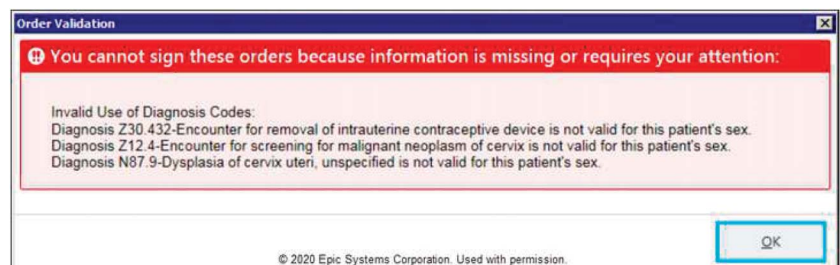 Order Validation
You cannot sign these orders because information is missing or requires your attention:
Invalid Use of Diagnosis Codes:
Diagnosis Z30.432-Encounter for removal of intrauterine contraceptive device is not valid for this patient's sex.
Diagnosis Z12.4-Encounter for screening for malignant neoplasm of cervix is not valid for this patient's sex.
Diagnosis N87.9-Dysplasia of cervix uteri, unspecified is not valid for this patient's sex.
OK
© 2020 Epic Systems Corporation. Used with permission.